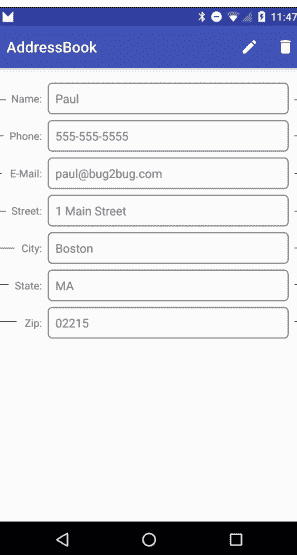 11:47
AddressBook
Name: Paul
Phone: 555-555-5555
E-Mail: paul@bug2bug.com
Street: 1 Main Street
City: Boston
State: MA
Zip: 02215